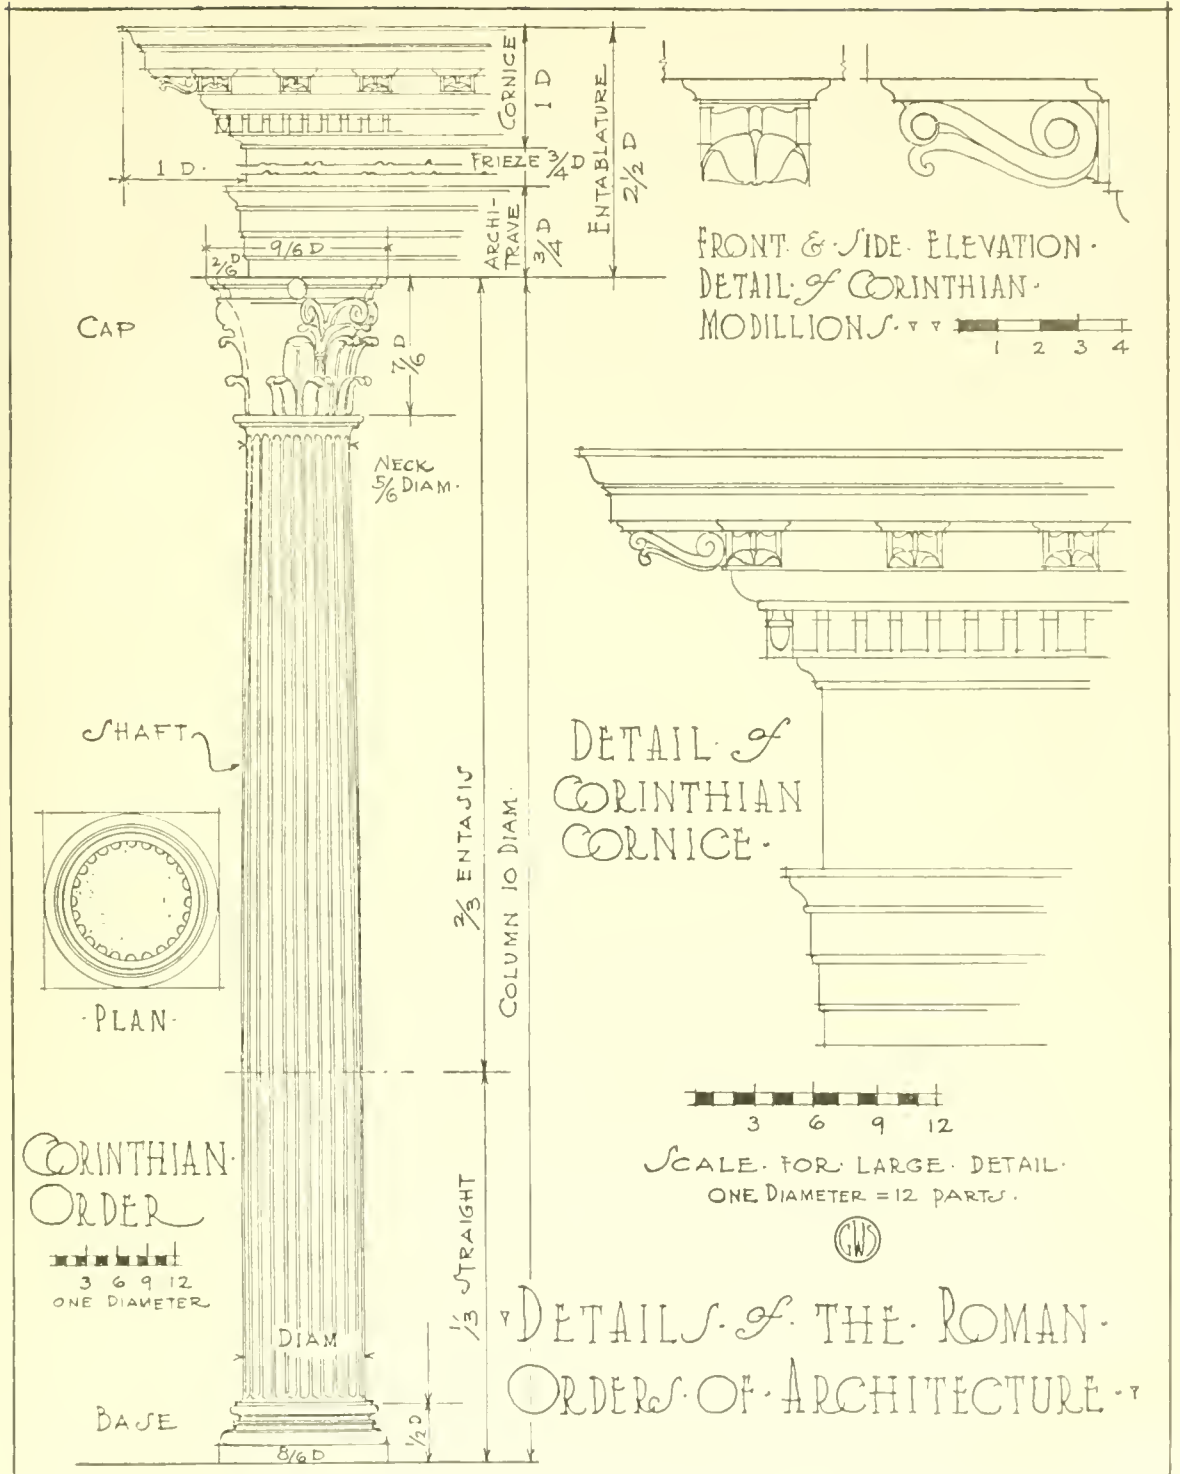 CORNICE
1 D
ENTABLATURE
2 1/2 D
FRIEZE 3/4 D
1 D.
ARCHI-
TRAVE
3/4 D
9/6 D
2/6 D
CAP
7/6 D
NECK
5/6 DIAM.
SHAFT
2/3 ENTASIS
COLUMN 10 DIAM.
·PLAN·
CORINTHIAN·
ORDER
3 6 9 12
ONE DIAMETER
1/3 STRAIGHT
DIAM
BASE
1/2 D
8/6 D
FRONT· & ·SIDE· ELEVATION·
DETAIL· of CORINTHIAN·
MODILLIONS·
1 2 3 4
DETAIL· of
CORINTHIAN
CORNICE·
3 6 9 12
SCALE· FOR· LARGE· DETAIL·
ONE DIAMETER = 12 PARTS.
GWS
DETAILS· of· THE· ROMAN·
ORDERS· OF· ARCHITECTURE·